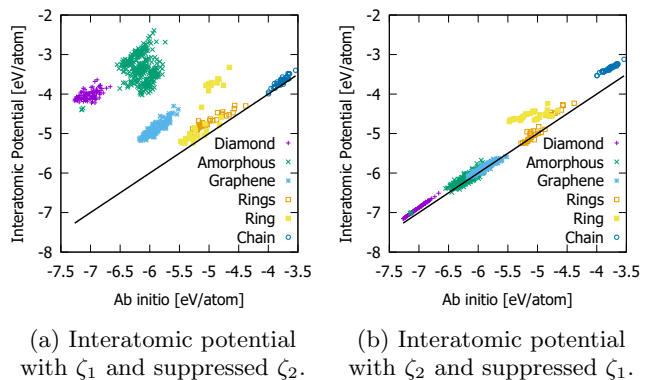 Interatomic Potential [eV/atom]
-2
-3
-4
-5
-6
-7
-8
Diamond
Amorphous
Graphene
Rings
Ring
Chain
-7.5 -7 -6.5 -6 -5.5 -5 -4.5 -4 -3.5
Ab initio [eV/atom]
(a) Interatomic potential
with ζ₁ and suppressed ζ₂.
Interatomic Potential [eV/atom]
-2
-3
-4
-5
-6
-7
-8
Diamond
Amorphous
Graphene
Rings
Ring
Chain
-7.5 -7 -6.5 -6 -5.5 -5 -4.5 -4 -3.5
Ab initio [eV/atom]
(b) Interatomic potential
with ζ₂ and suppressed ζ₁.